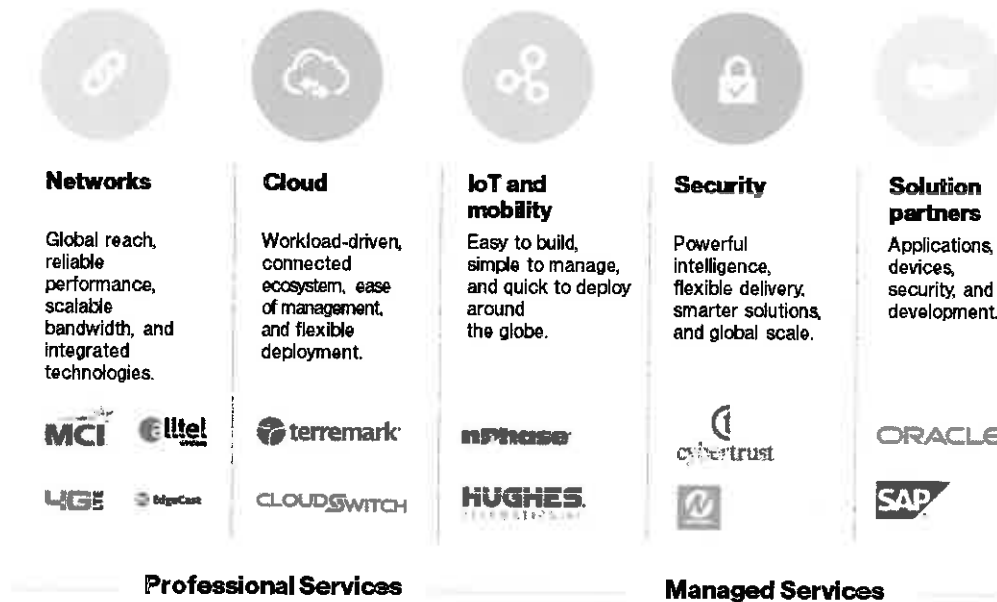 Networks
Global reach,
reliable
performance,
scalable
bandwidth, and
integrated
technologies.
MCI
alltel
4G LTE
EdgeCast
Cloud
Workload-driven,
connected
ecosystem, ease
of management,
and flexible
deployment.
terremark
CLOUDSWITCH
IoT and
mobility
Easy to build,
simple to manage,
and quick to deploy
around
the globe.
nPhase
HUGHES.
Security
Powerful
intelligence,
flexible delivery,
smarter solutions,
and global scale.
cybertrust
Solution
partners
Applications,
devices,
security, and
development.
ORACLE
SAP
Professional Services
Managed Services